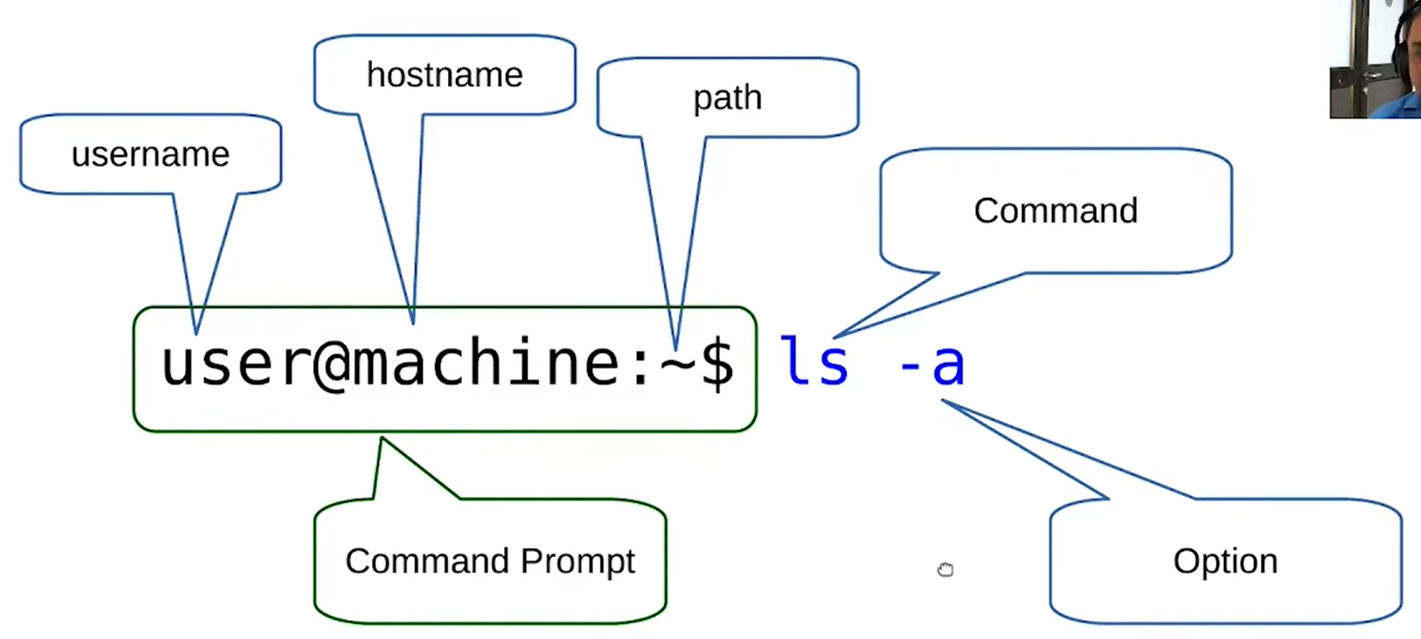 hostname
path
username
Command
user@machine:~$ ls -a
Command Prompt
Option